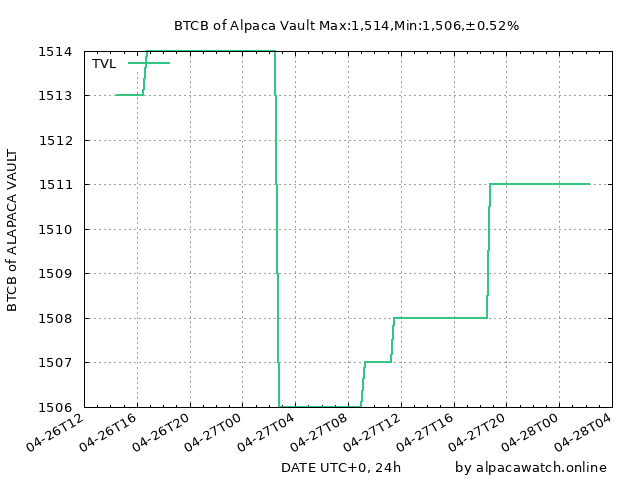 BTCB of Alpaca Vault Max:1,514,Min:1,506,±0.52%
1514
TVL
1513
1512
1511
1510
1509
1508
1507
1506
BTCB of ALAPACA VAULT
04-26T12
04-26T16
04-26T20
04-27T00
04-27T04
04-27T08
04-27T12
04-27T16
04-27T20
04-28T00
04-28T04
DATE UTC+0, 24h
by alpacawatch.online